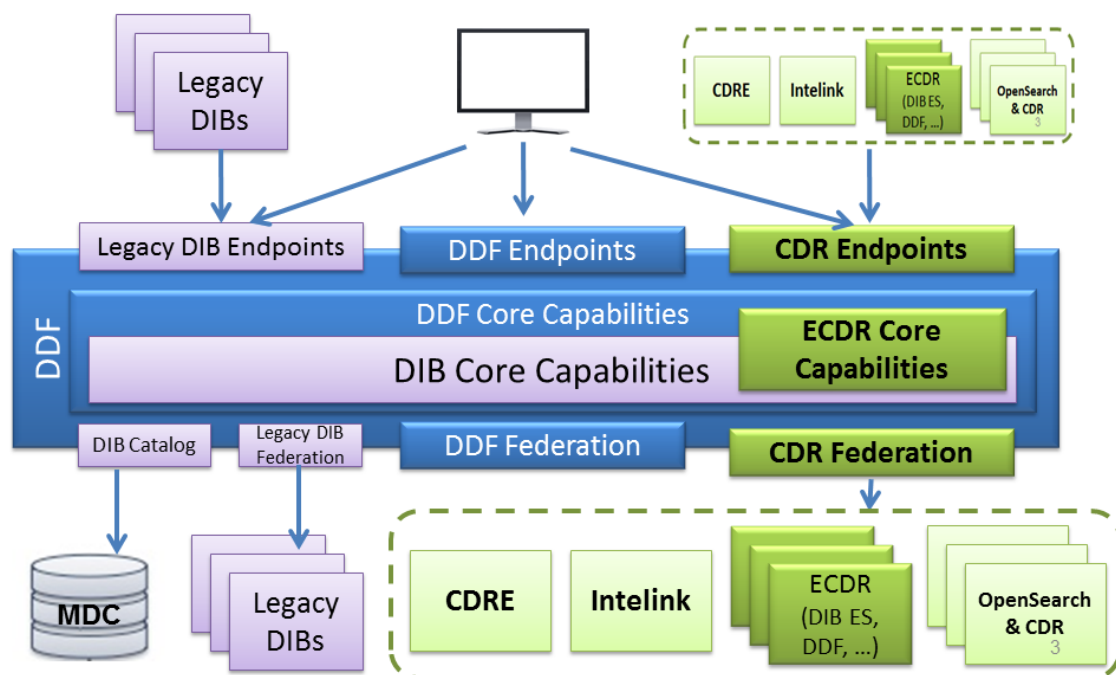 Legacy
DIBs
CDRE
Intelink
ECDR
(DIB ES,
DDF, ...)
OpenSearch
& CDR
3
Legacy DIB Endpoints
DDF Endpoints
CDR Endpoints
DDF
DDF Core Capabilities
DIB Core Capabilities
ECDR Core
Capabilities
DIB Catalog
Legacy DIB
Federation
DDF Federation
CDR Federation
MDC
Legacy
DIBs
CDRE
Intelink
ECDR
(DIB ES,
DDF, ...)
OpenSearch
& CDR
3